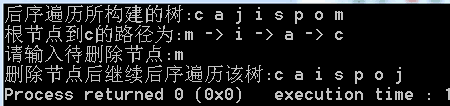 后序遍历所构建的树:c a j i s p o m
根节点到c的路径为:m -> i -> a -> c
请输入待删除节点:m
删除节点后继续后序遍历该树:c a i s p o j
Process returned 0 (0x0)   execution time : 1